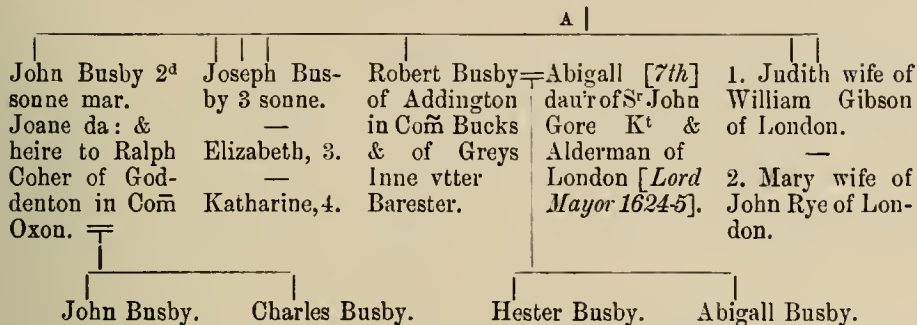 A
John Busby 2d
sonne mar.
Joane da: &
heire to Ralph
Coher of God-
denton in Com̃
Oxon.
Joseph Bus-
by 3 sonne.
—
Elizabeth, 3.
—
Katharine, 4.
Robert Busby
of Addington
in Com̃ Bucks
& of Greys
Inne vtter
Barester.
Abigall [7th]
dau'r of Sr John
Gore Kt &
Alderman of
London [Lord
Mayor 1624-5].
1. Judith wife of
William Gibson
of London.
—
2. Mary wife of
John Rye of Lon-
don.
John Busby. Charles Busby. Hester Busby. Abigall Busby.